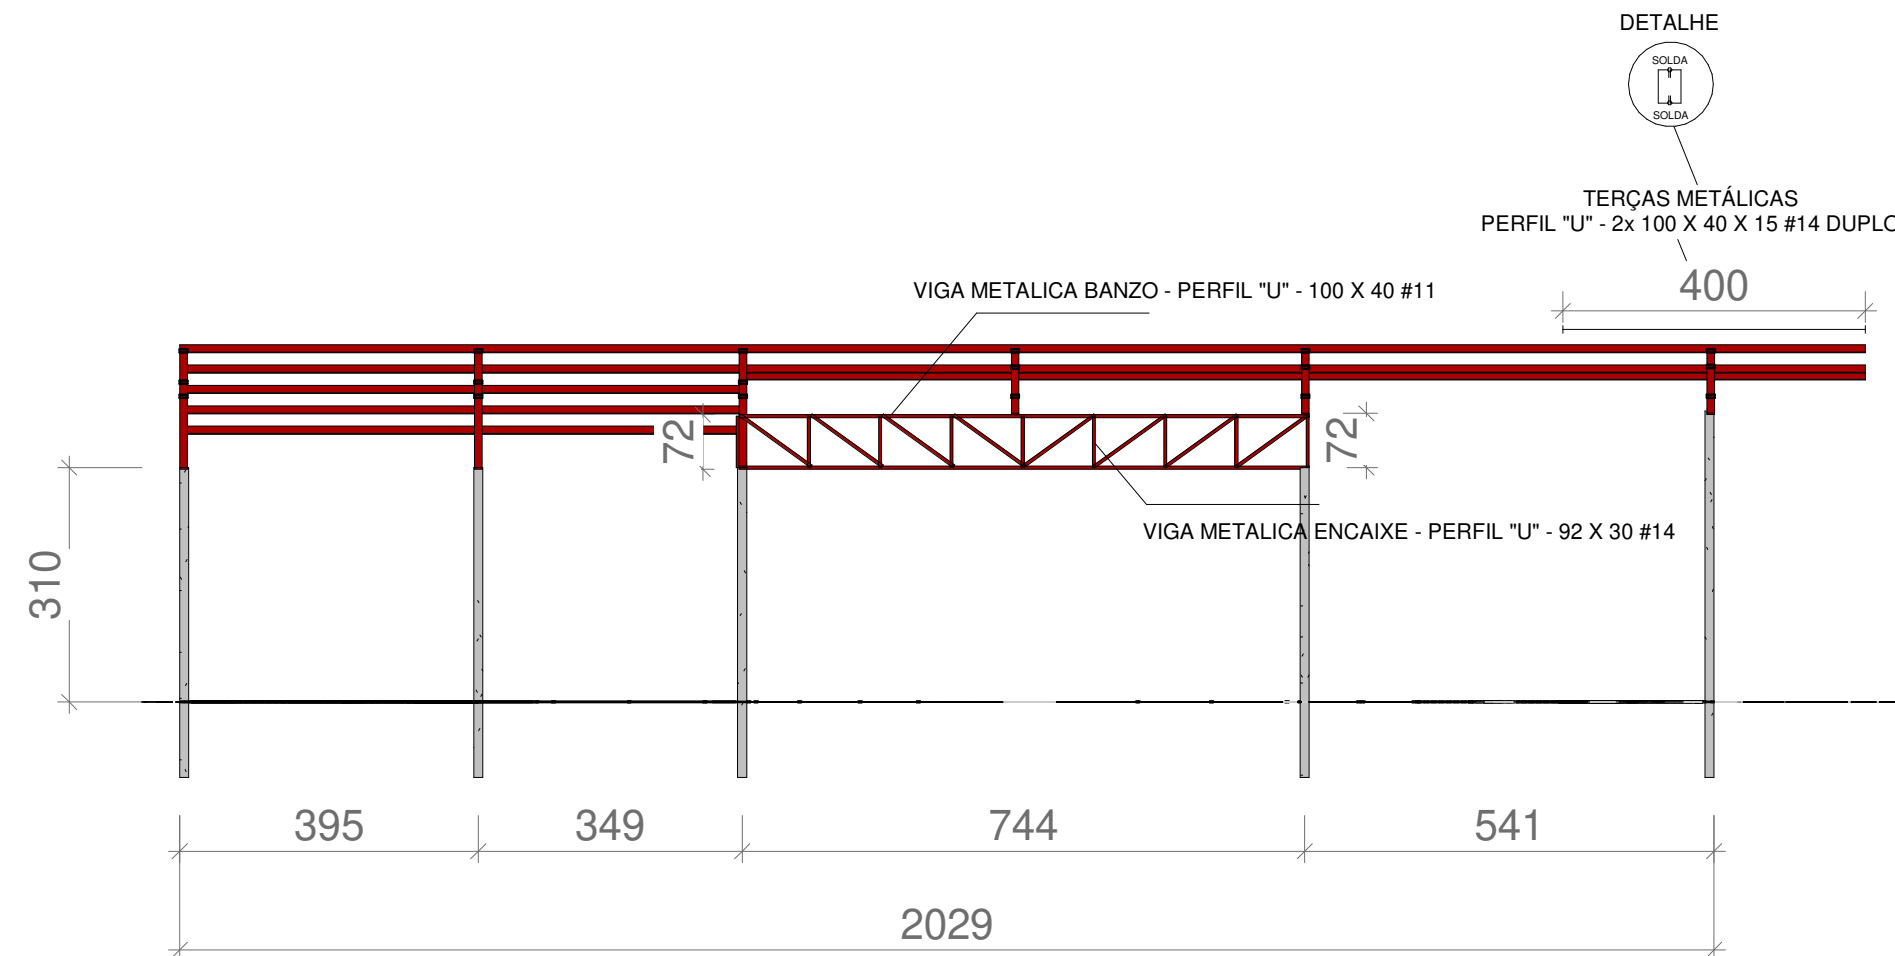 DETALHE
SOLDA
SOLDA
TERÇAS METÁLICAS
PERFIL "U" - 2x 100 X 40 X 15 #14 DUPLO
400
VIGA METALICA BANZO - PERFIL "U" - 100 X 40 #11
72
72
VIGA METALICA ENCAIXE - PERFIL "U" - 92 X 30 #14
310
395
349
744
541
2029